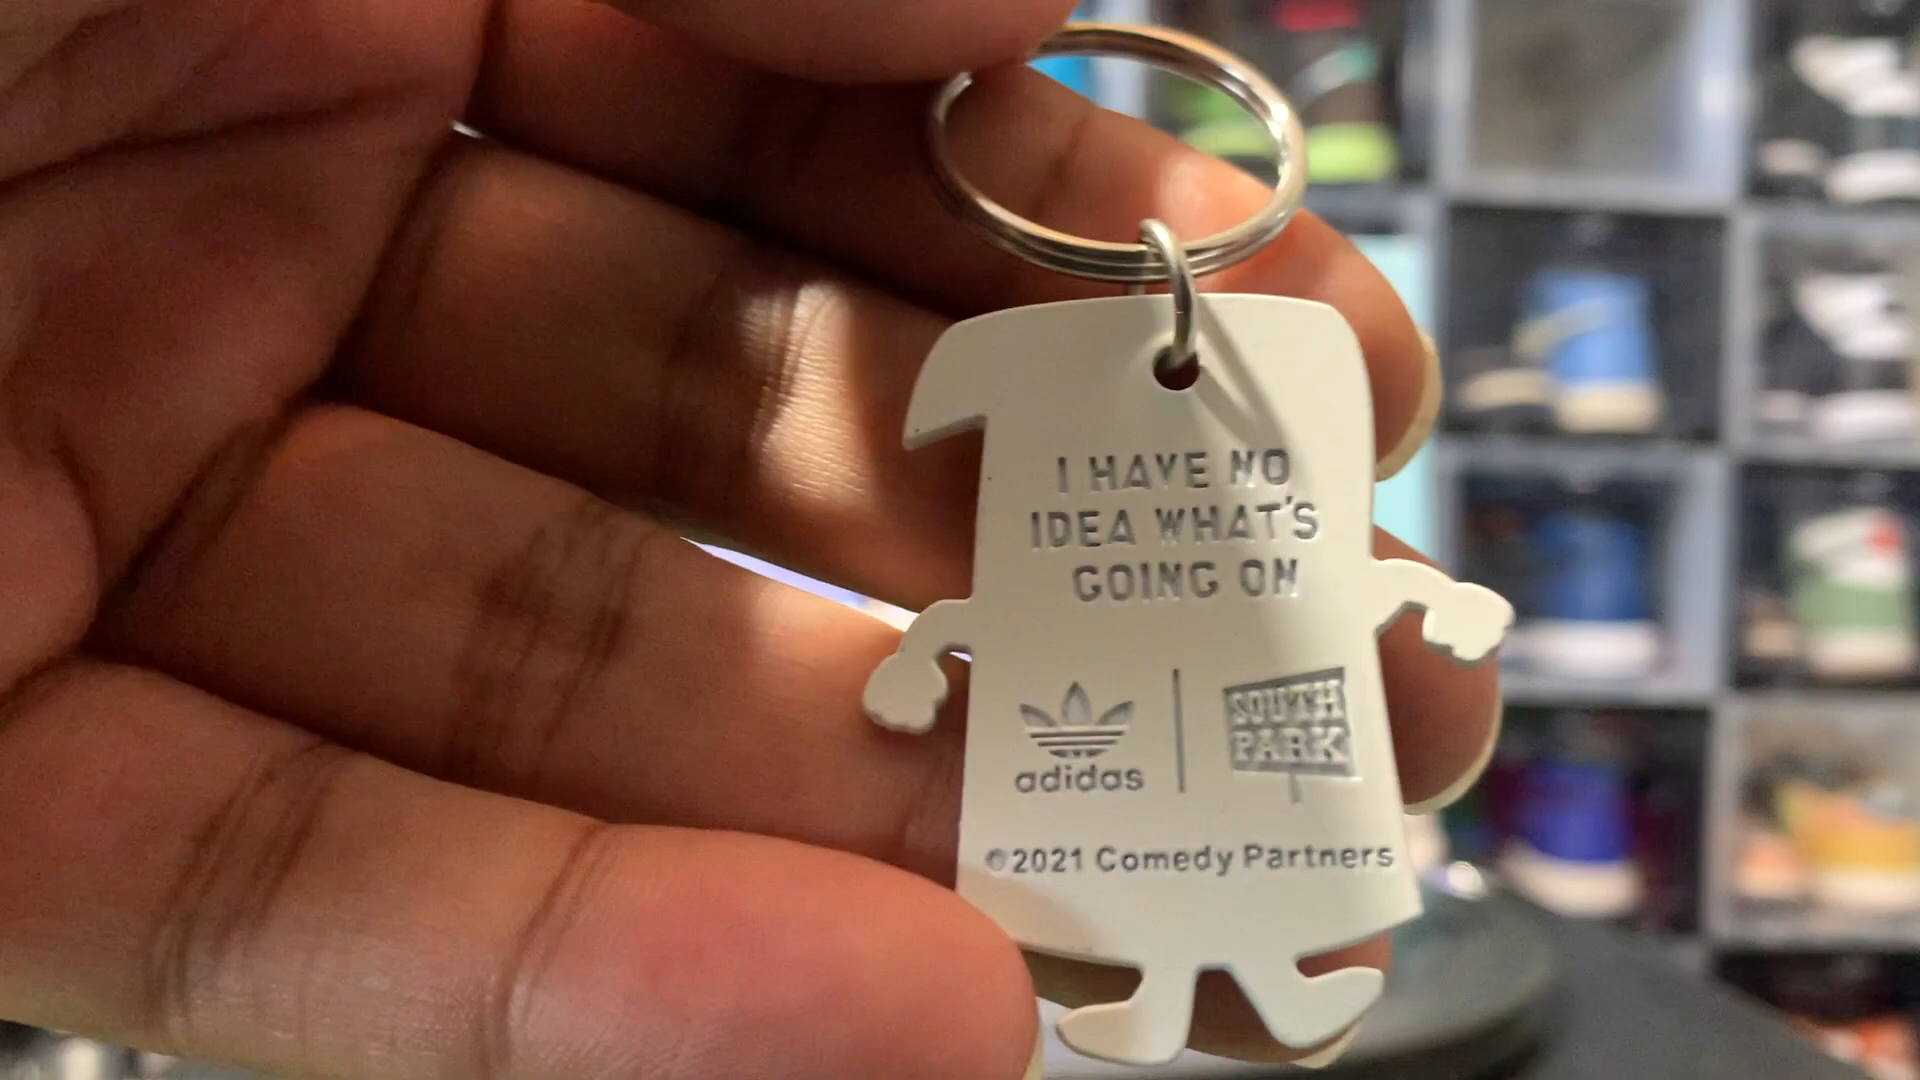 I HAVE NO
IDEA WHAT'S
GOING ON
adidas
SOUTH
PARK
©2021 Comedy Partners